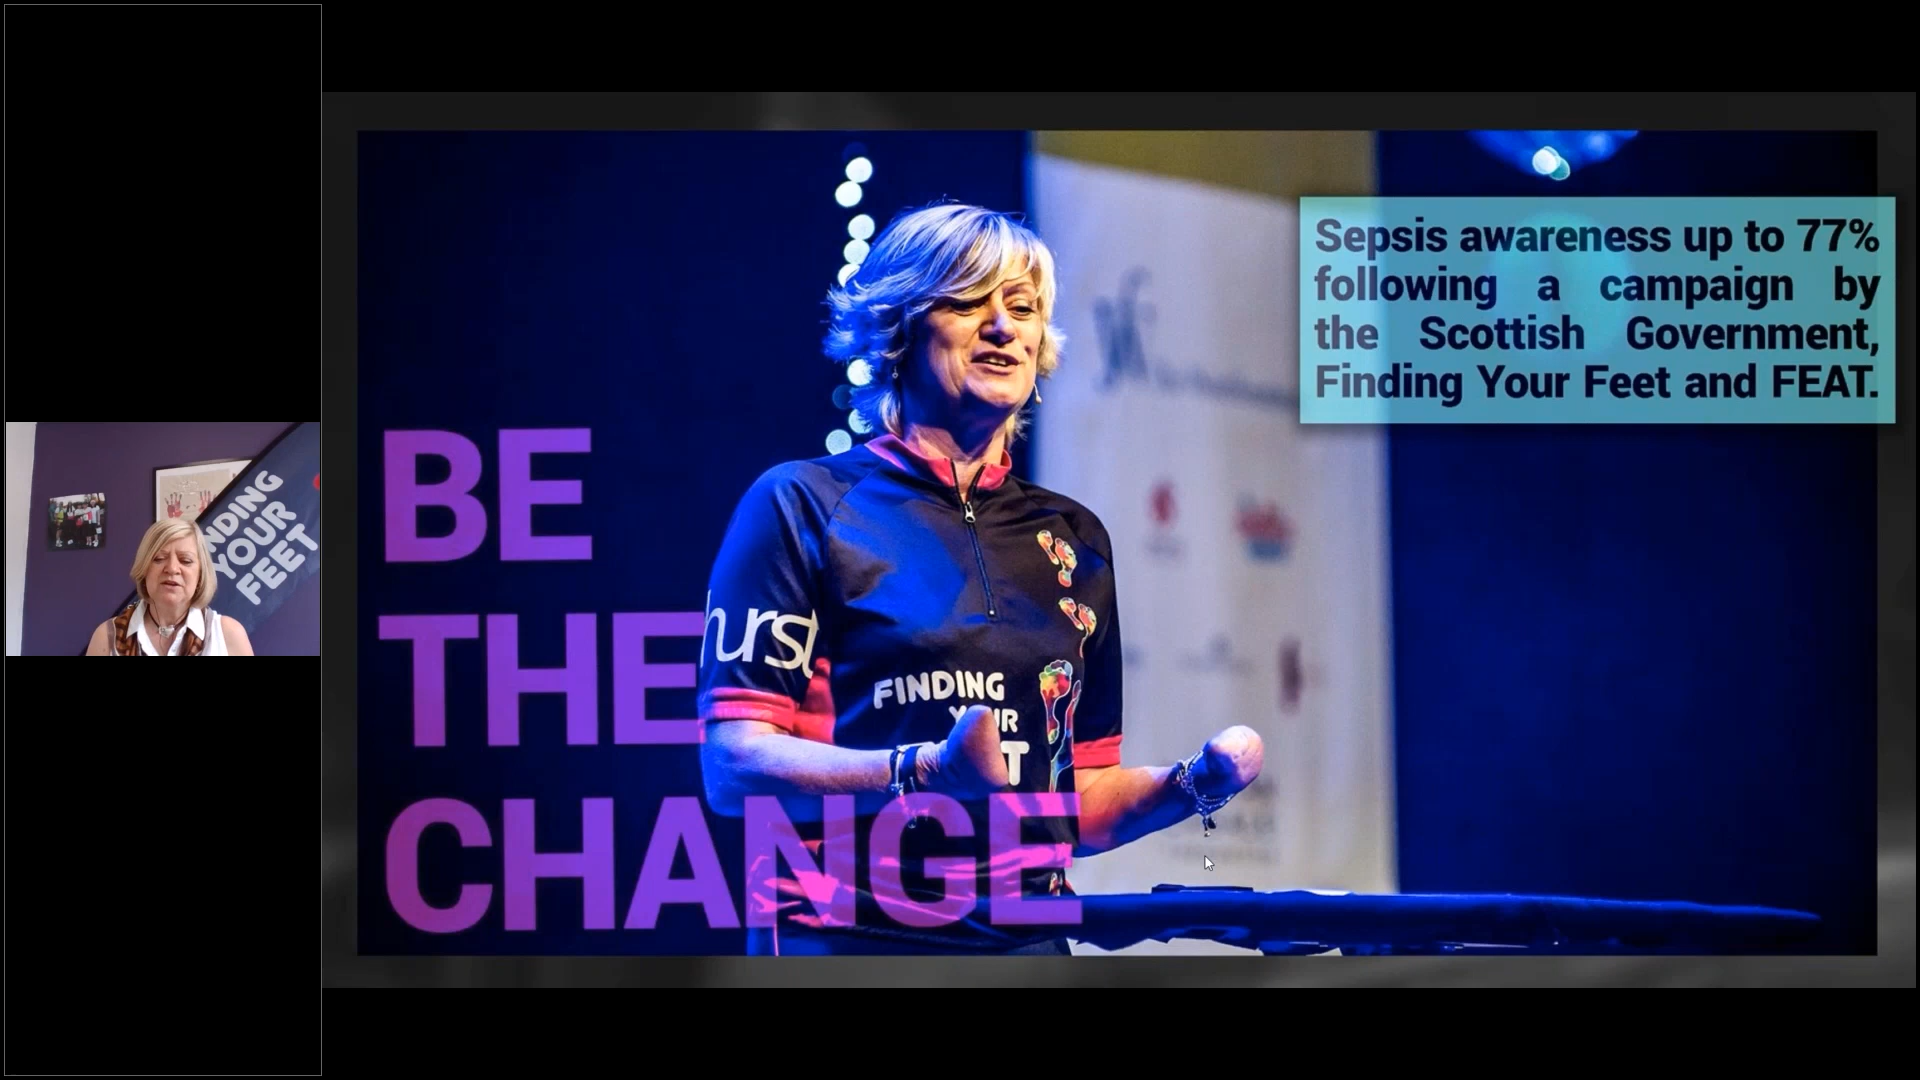 Sepsis awareness up to 77%
following a campaign by
the Scottish Government,
Finding Your Feet and FEAT.
BE
THE
CHANGE
hurst
FINDING
YOUR
FINDING
YOUR
FEET